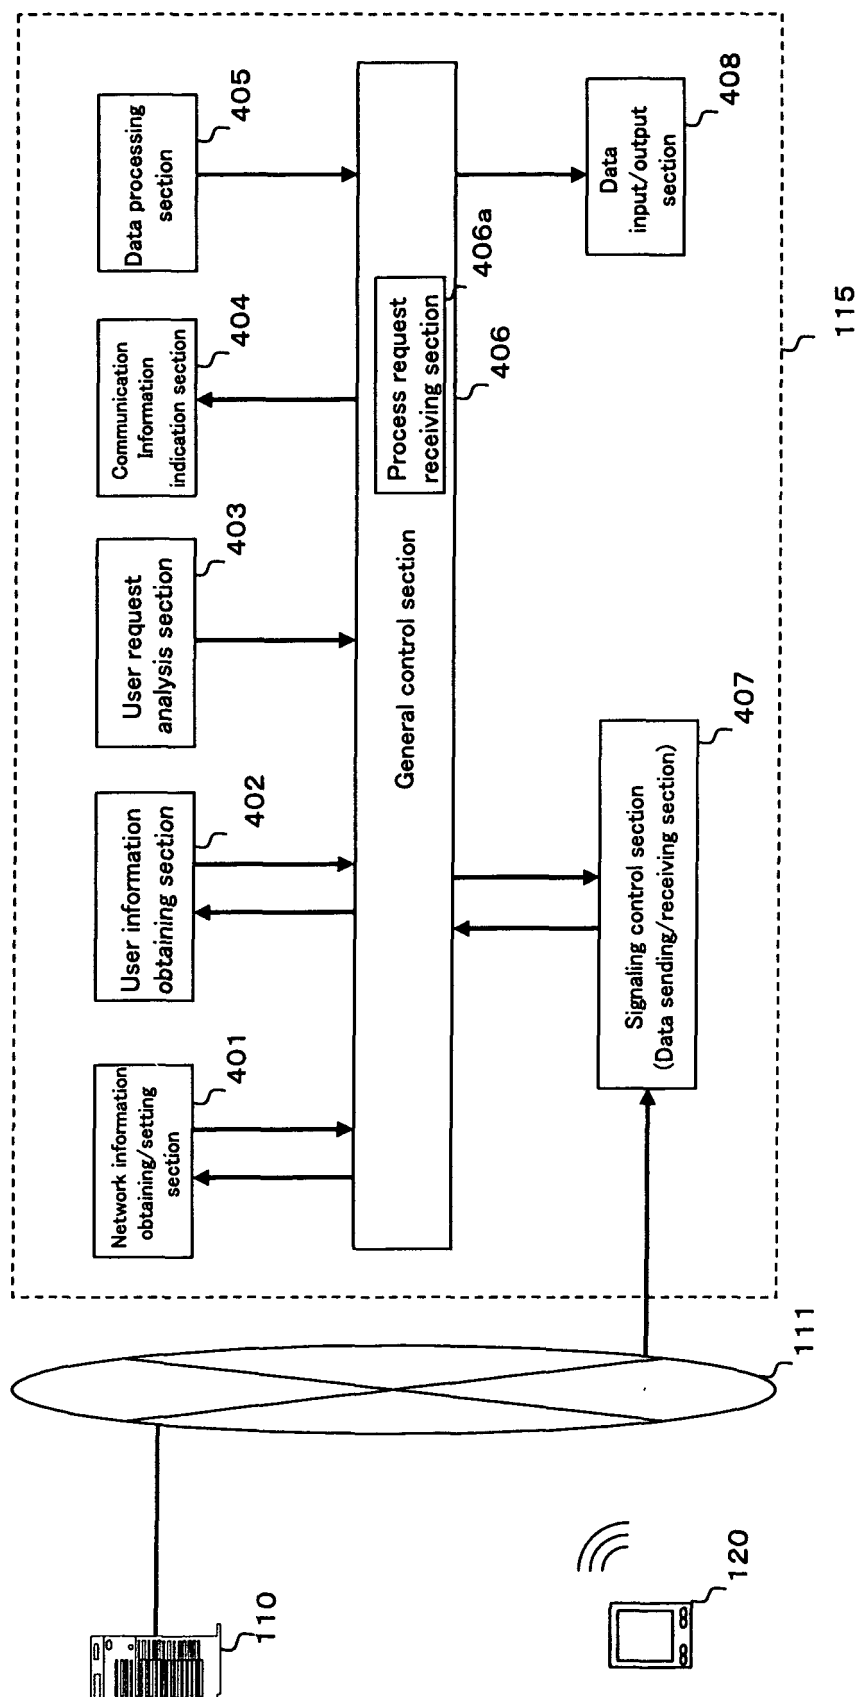 Network information
obtaining/setting
section
401
User information
obtaining section
402
User request
analysis section
403
Communication
Information
indication section
404
Data processing
section
405
General control section
Process request
receiving section
406a
406
Signaling control section
(Data sending/receiving section)
407
Data
input/output
section
408
110
111
115
120